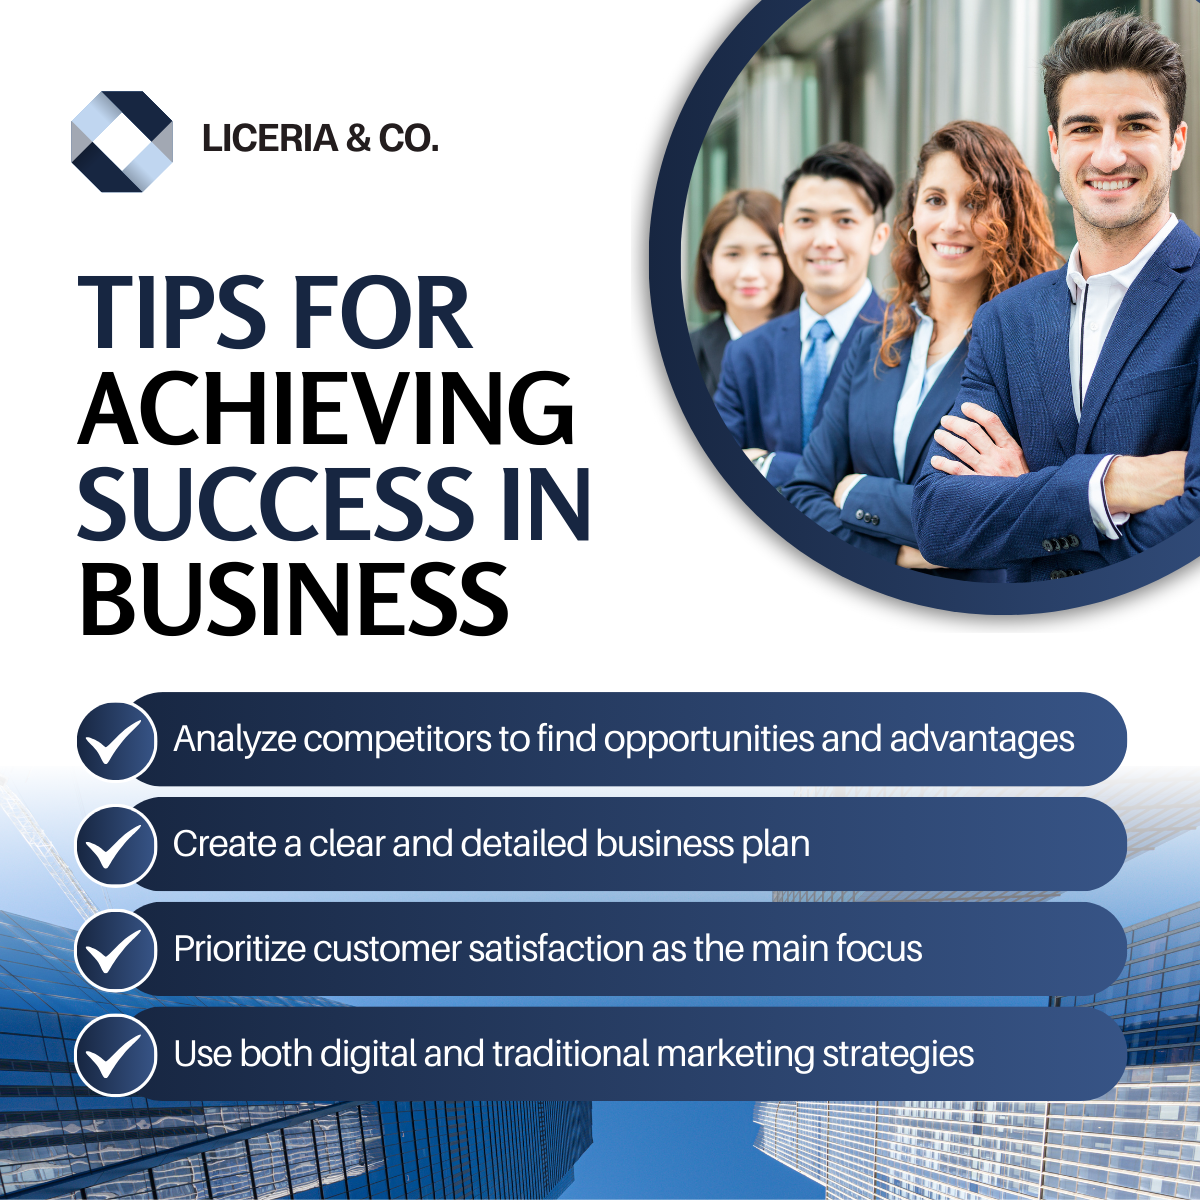 LICERIA & CO.
TIPS FOR
ACHIEVING
SUCCESS IN
BUSINESS
Analyze competitors to find opportunities and advantages
Create a clear and detailed business plan
Prioritize customer satisfaction as the main focus
Use both digital and traditional marketing strategies